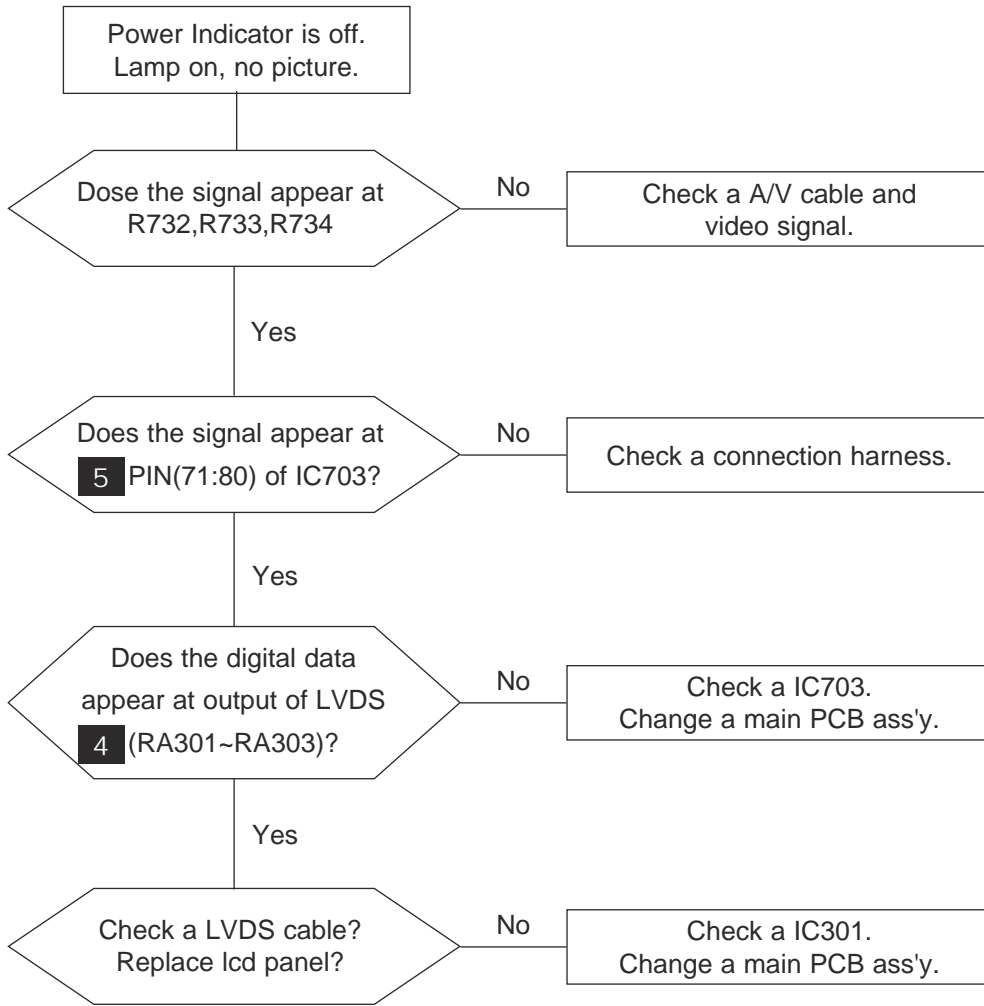 Power Indicator is off.
Lamp on, no picture.
Dose the signal appear at
R732,R733,R734
No
Check a A/V cable and
video signal.
Yes
Does the signal appear at
5 PIN(71:80) of IC703?
No
Check a connection harness.
Yes
Does the digital data
appear at output of LVDS
4 (RA301~RA303)?
No
Check a IC703.
Change a main PCB ass'y.
Yes
Check a LVDS cable?
Replace lcd panel?
No
Check a IC301.
Change a main PCB ass'y.